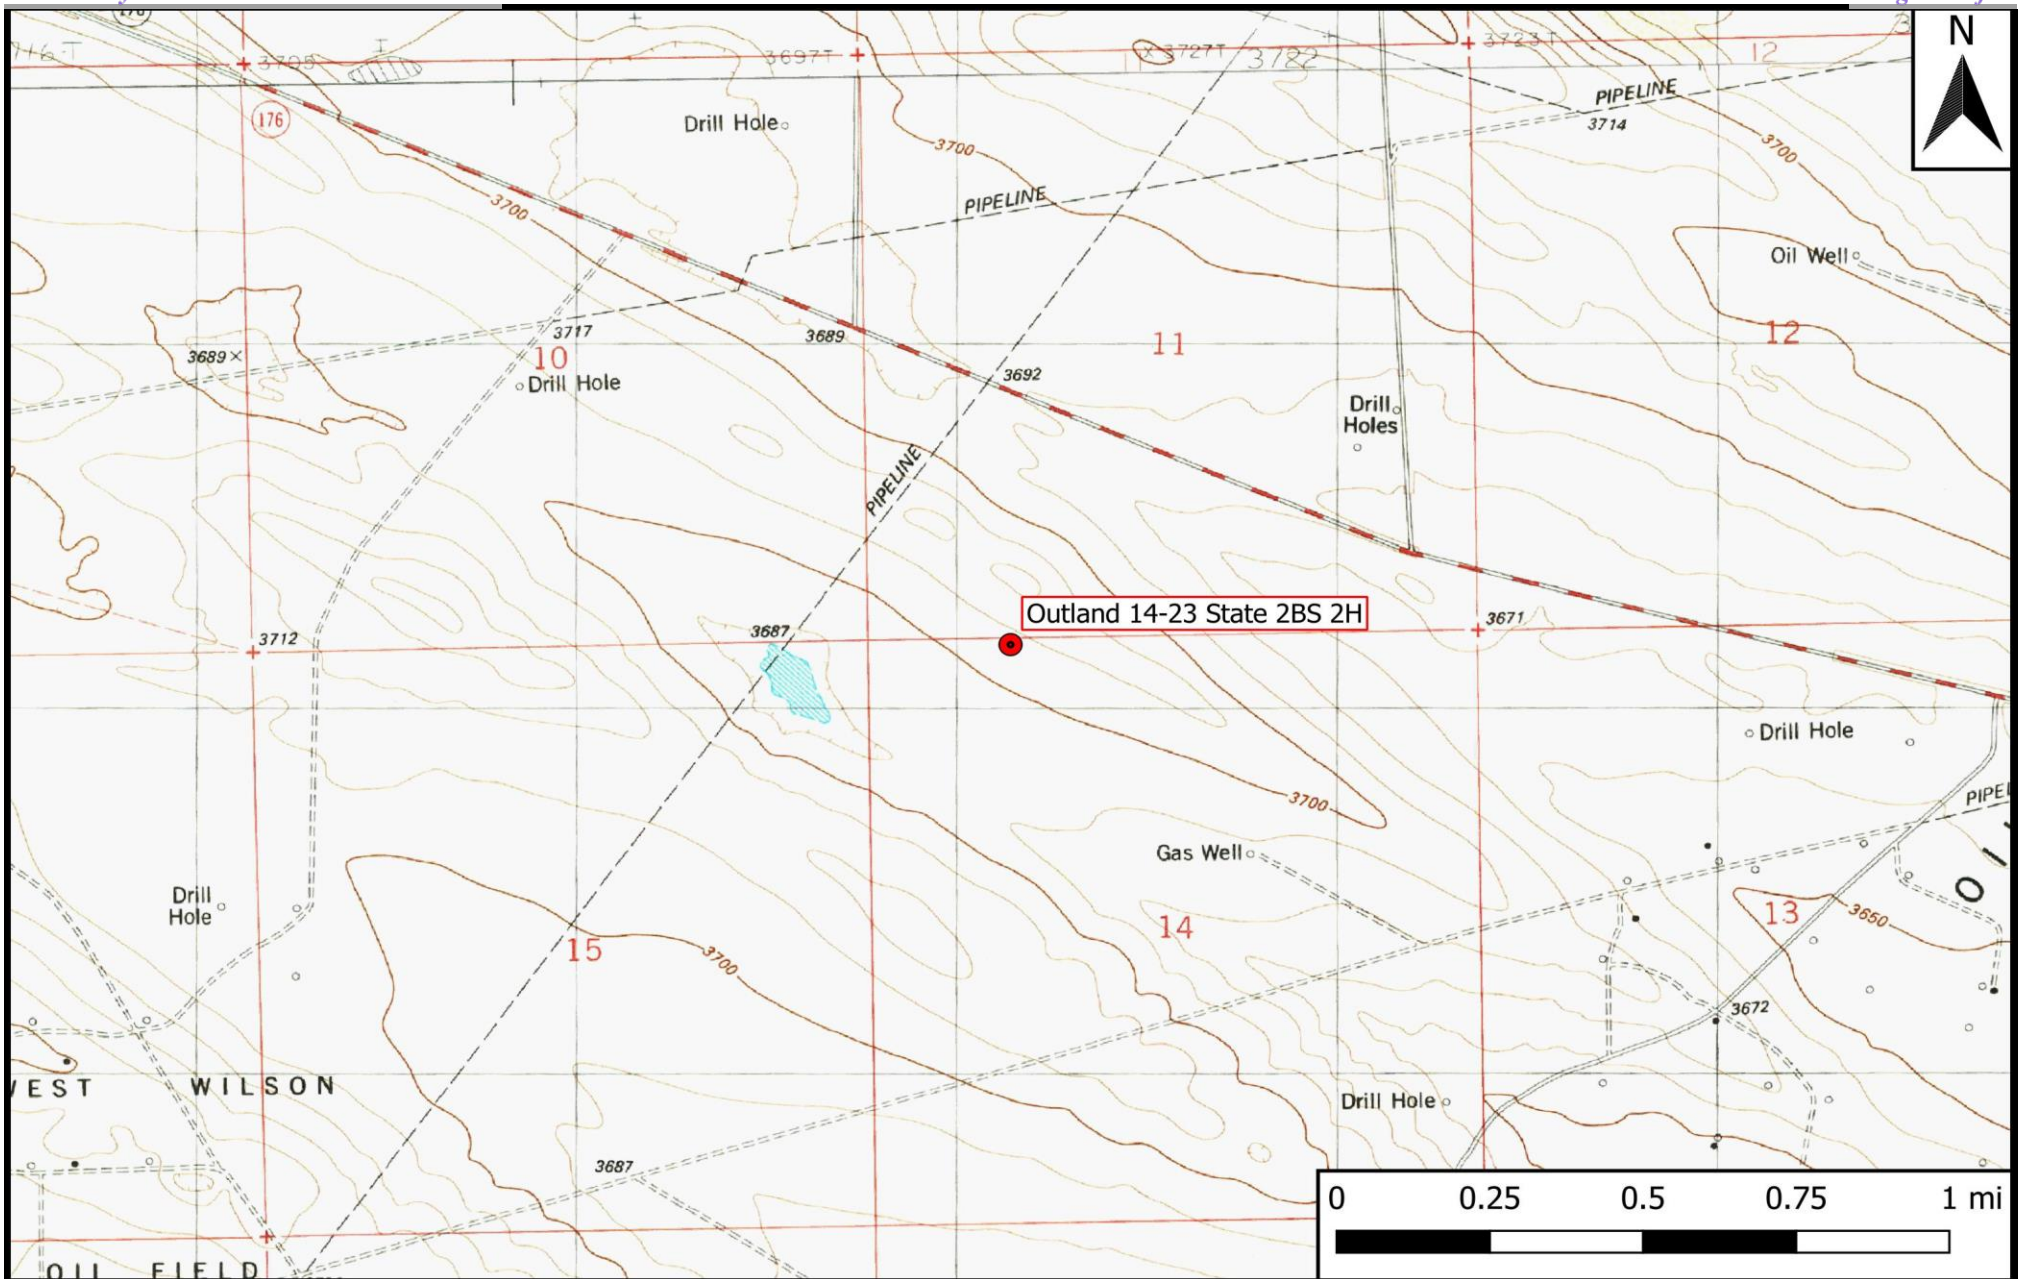 176
3705
3697T
3727T
3722
3723T
12
N
176
Drill Hole
PIPELINE
3714
3700
3700
PIPELINE
3700
Oil Well
3717
3689
11
12
3689
10
Drill Hole
3692
Drill
Holes
PIPELINE
Outland 14-23 State 2BS 2H
3712
3687
3671
Drill Hole
3700
Gas Well
Drill
Hole
15
3700
14
13
3650
O
3672
WILSON
Drill Hole
3687
0 0.25 0.5 0.75 1 mi
OIL FIELD